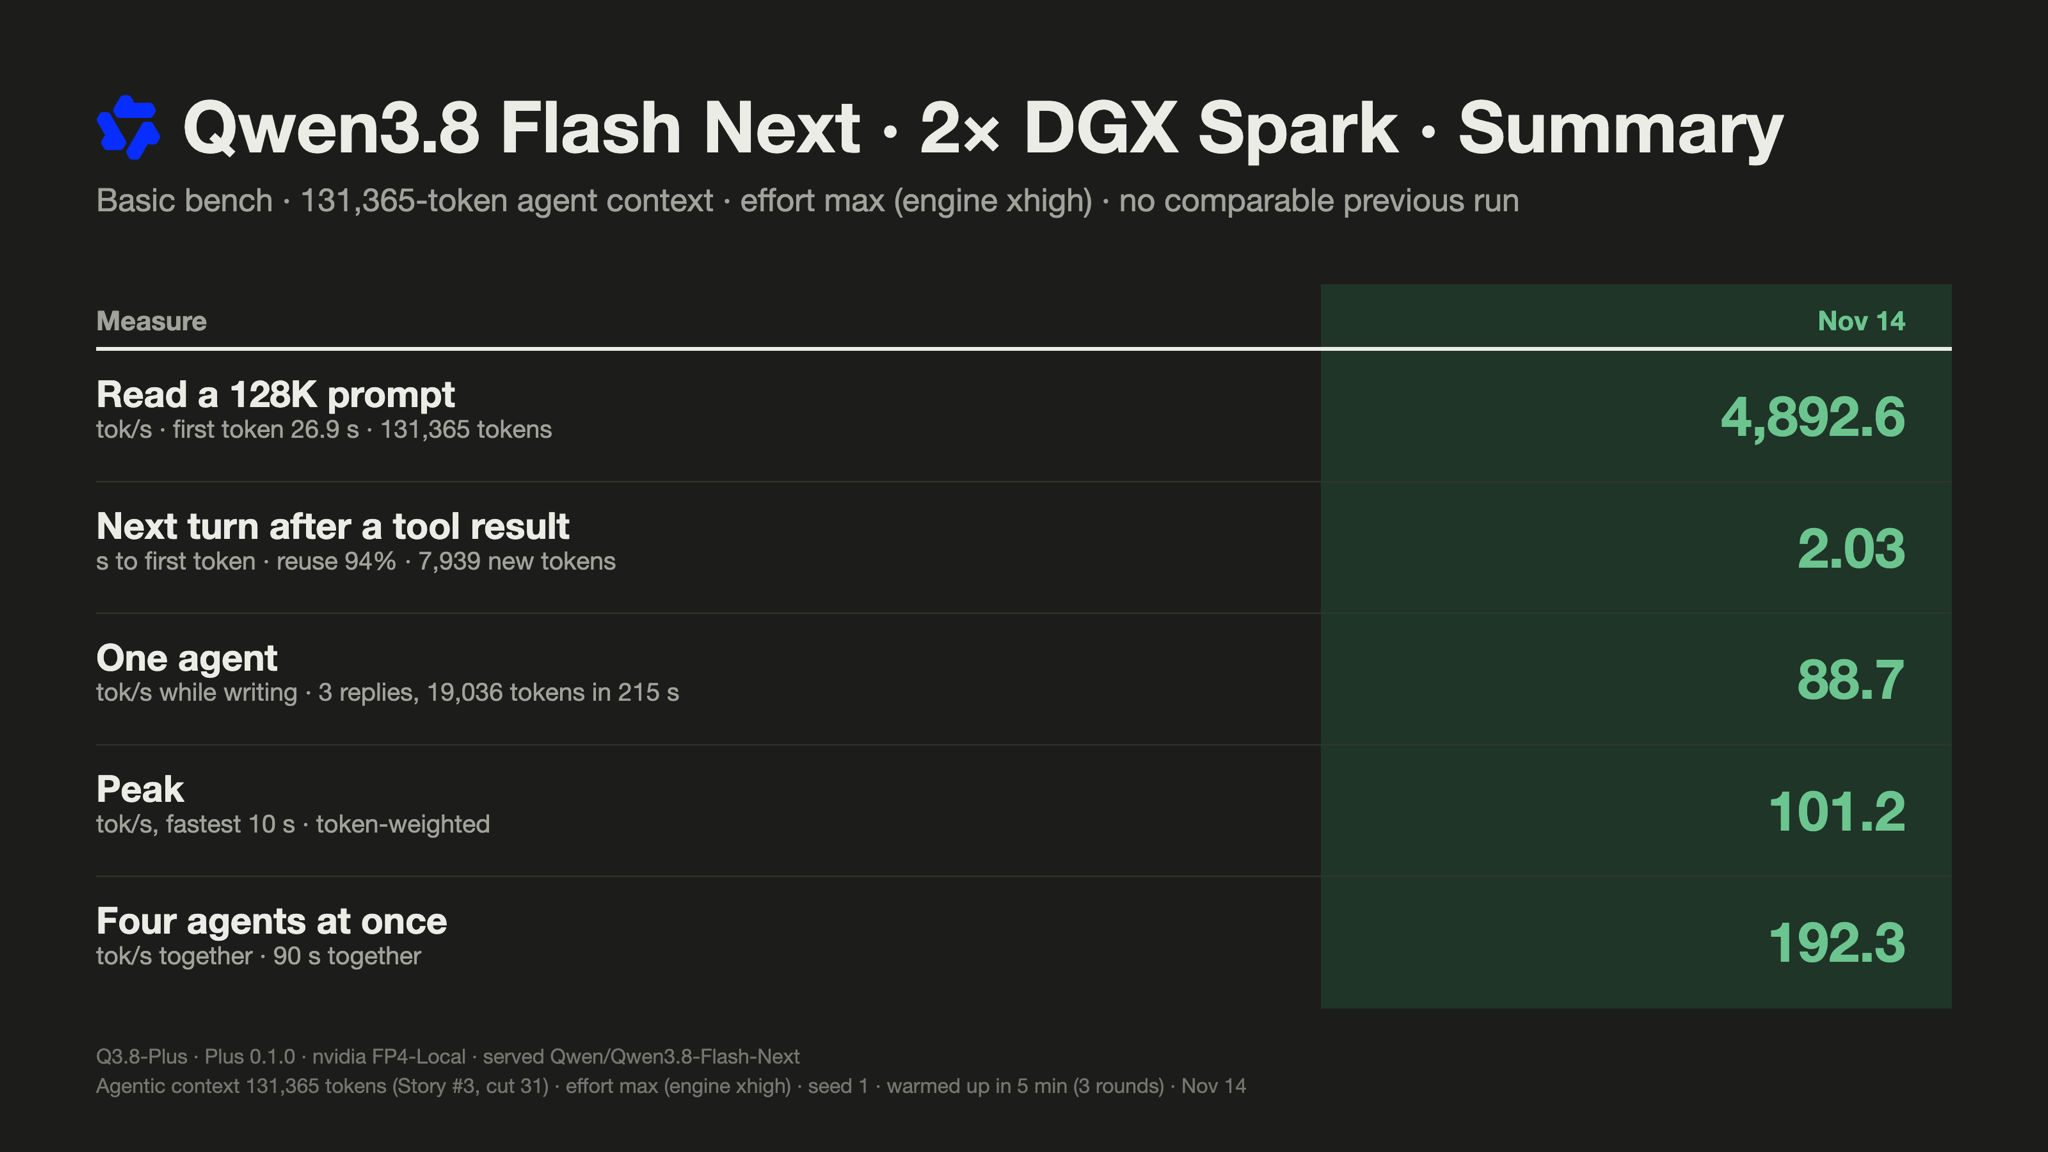 Qwen3.8 Flash Next · 2× DGX Spark · Summary
Basic bench · 131,365-token agent context · effort max (engine xhigh) · no comparable previous run
Measure Nov 14
Read a 128K prompt
tok/s · first token 26.9 s · 131,365 tokens
4,892.6
Next turn after a tool result
s to first token · reuse 94% · 7,939 new tokens
2.03
One agent
tok/s while writing · 3 replies, 19,036 tokens in 215 s
88.7
Peak
tok/s, fastest 10 s · token-weighted
101.2
Four agents at once
tok/s together · 90 s together
192.3
Q3.8-Plus · Plus 0.1.0 · nvidia FP4-Local · served Qwen/Qwen3.8-Flash-Next
Agentic context 131,365 tokens (Story #3, cut 31) · effort max (engine xhigh) · seed 1 · warmed up in 5 min (3 rounds) · Nov 14